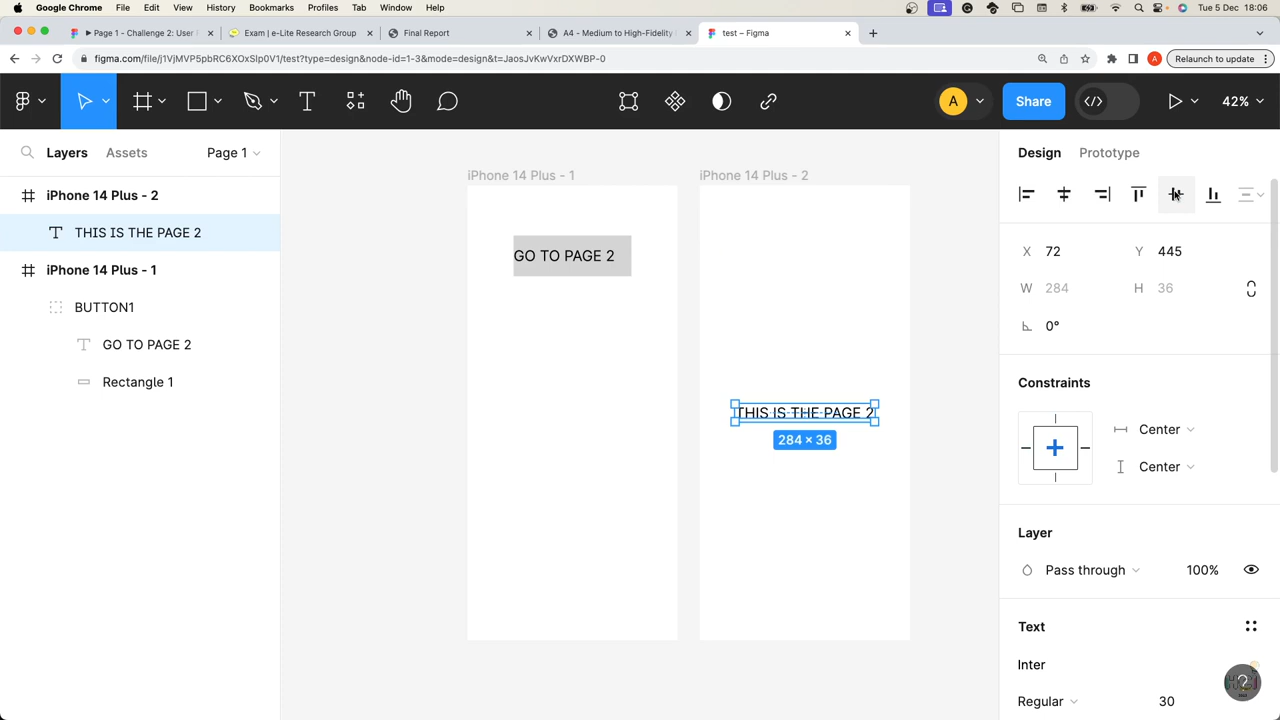 Google Chrome File Edit View History Bookmarks Profiles Tab Window Help Tue 5 Dec 18:06
Page 1 - Challenge 2: User Exam | e-Lite Research Group Final Report A4 - Medium to High-Fidelity test – Figma
figma.com/file/j1VjMVP5pbRC6XOxSlp0V1/test?type=design&node-id=1-3&mode=design&t=JaosJvKwVxrDXWBP-0 A Relaunch to update
A Share 42%
Layers Assets Page 1
iPhone 14 Plus - 2
THIS IS THE PAGE 2
iPhone 14 Plus - 1
BUTTON1
GO TO PAGE 2
Rectangle 1
iPhone 14 Plus - 1
GO TO PAGE 2
iPhone 14 Plus - 2
THIS IS THE PAGE 2
284 × 36
Design Prototype
X 72 Y 445
W 284 H 36
0°
Constraints
Center
Center
Layer
Pass through 100%
Text
Inter
Regular 30